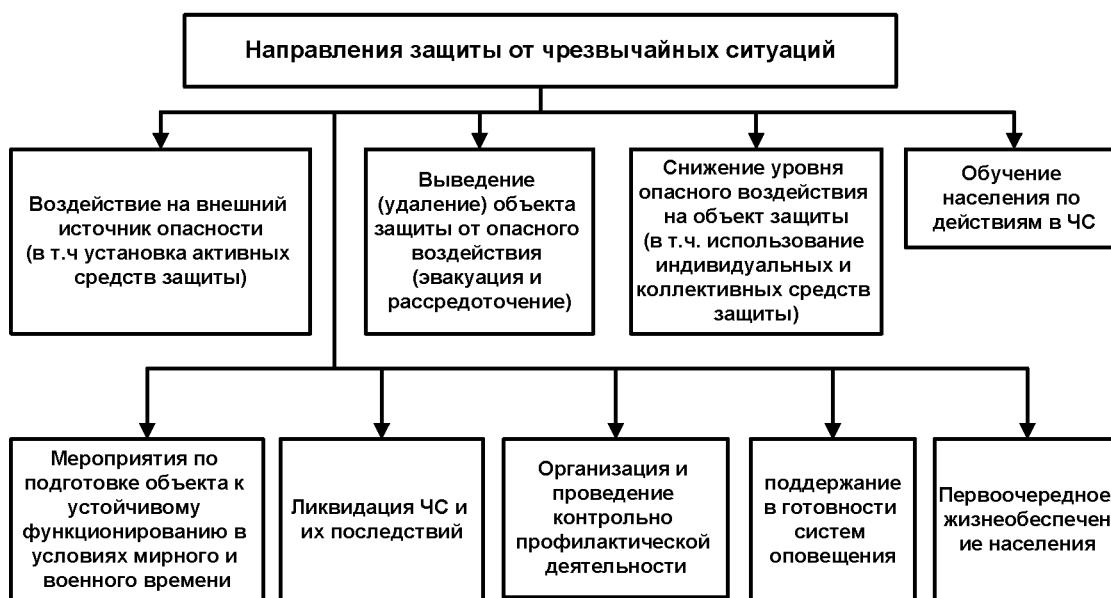 Направления защиты от чрезвычайных ситуаций
Воздействие на внешний
источник опасности
(в т.ч установка активных
средств защиты)
Выведение
(удаление) объекта
защиты от опасного
воздействия
(эвакуация и
рассредоточение)
Снижение уровня
опасного воздействия
на объект защиты
(в т.ч. использование
индивидуальных и
коллективных средств
защиты)
Обучение
населения по
действиям в ЧС
Мероприятия по
подготовке объекта к
устойчивому
функционированию в
условиях мирного и
военного времени
Ликвидация ЧС и
их последствий
Организация и
проведение
контрольно
профилактической
деятельности
поддержание
в готовности
систем
оповещения
Первоочередное
жизнеобеспечен
ие населения